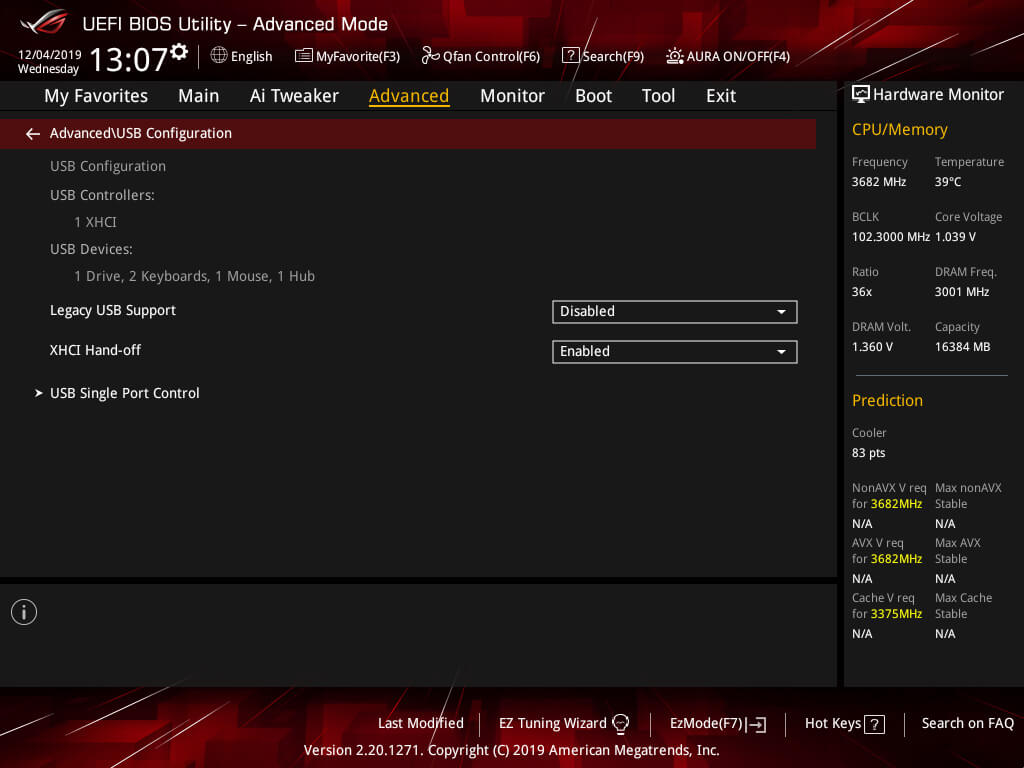 UEFI BIOS Utility – Advanced Mode
12/04/2019
Wednesday
13:07
English
MyFavorite(F3)
Qfan Control(F6)
? Search(F9)
AURA ON/OFF(F4)
My Favorites Main Ai Tweaker Advanced Monitor Boot Tool Exit
Advanced\USB Configuration
USB Configuration
USB Controllers:
1 XHCI
USB Devices:
1 Drive, 2 Keyboards, 1 Mouse, 1 Hub
Legacy USB Support Disabled
XHCI Hand-off Enabled
USB Single Port Control
i
Hardware Monitor
CPU/Memory
Frequency Temperature
3682 MHz 39°C
BCLK Core Voltage
102.3000 MHz 1.039 V
Ratio DRAM Freq.
36x 3001 MHz
DRAM Volt. Capacity
1.360 V 16384 MB
Prediction
Cooler
83 pts
NonAVX V req Max nonAVX
for 3682MHz Stable
N/A N/A
AVX V req Max AVX
for 3682MHz Stable
N/A N/A
Cache V req Max Cache
for 3375MHz Stable
N/A N/A
Last Modified EZ Tuning Wizard EzMode(F7) Hot Keys ? Search on FAQ
Version 2.20.1271. Copyright (C) 2019 American Megatrends, Inc.